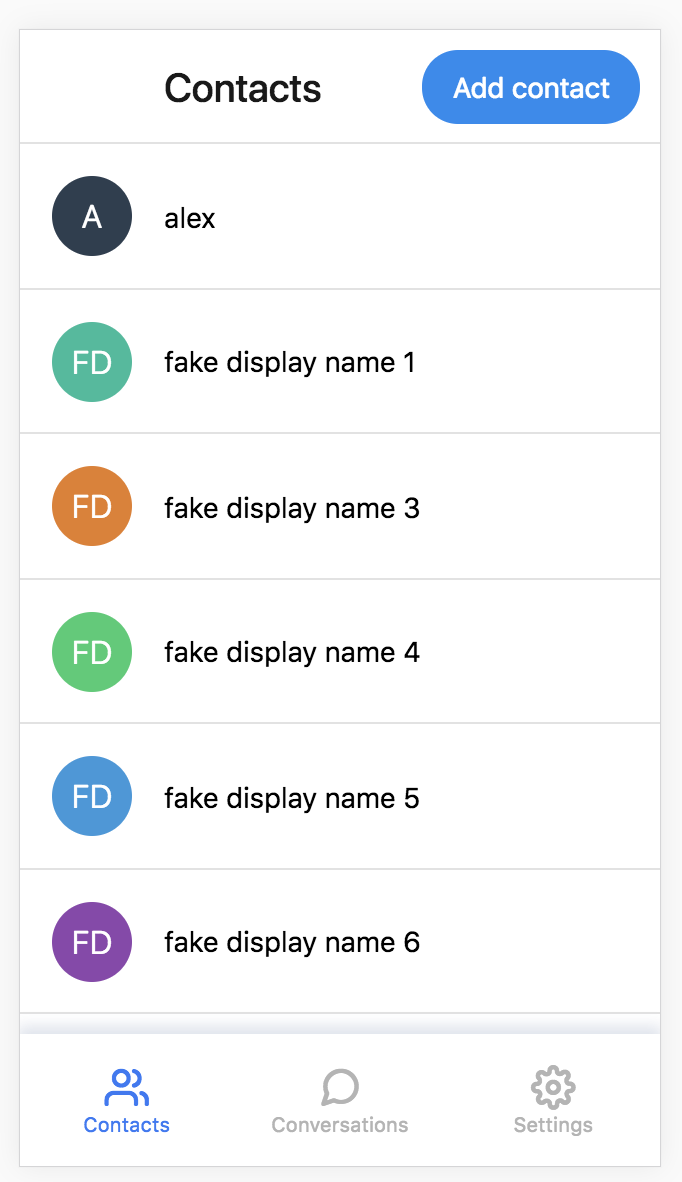 Contacts
Add contact
A
alex
FD
fake display name 1
FD
fake display name 3
FD
fake display name 4
FD
fake display name 5
FD
fake display name 6
Contacts
Conversations
Settings